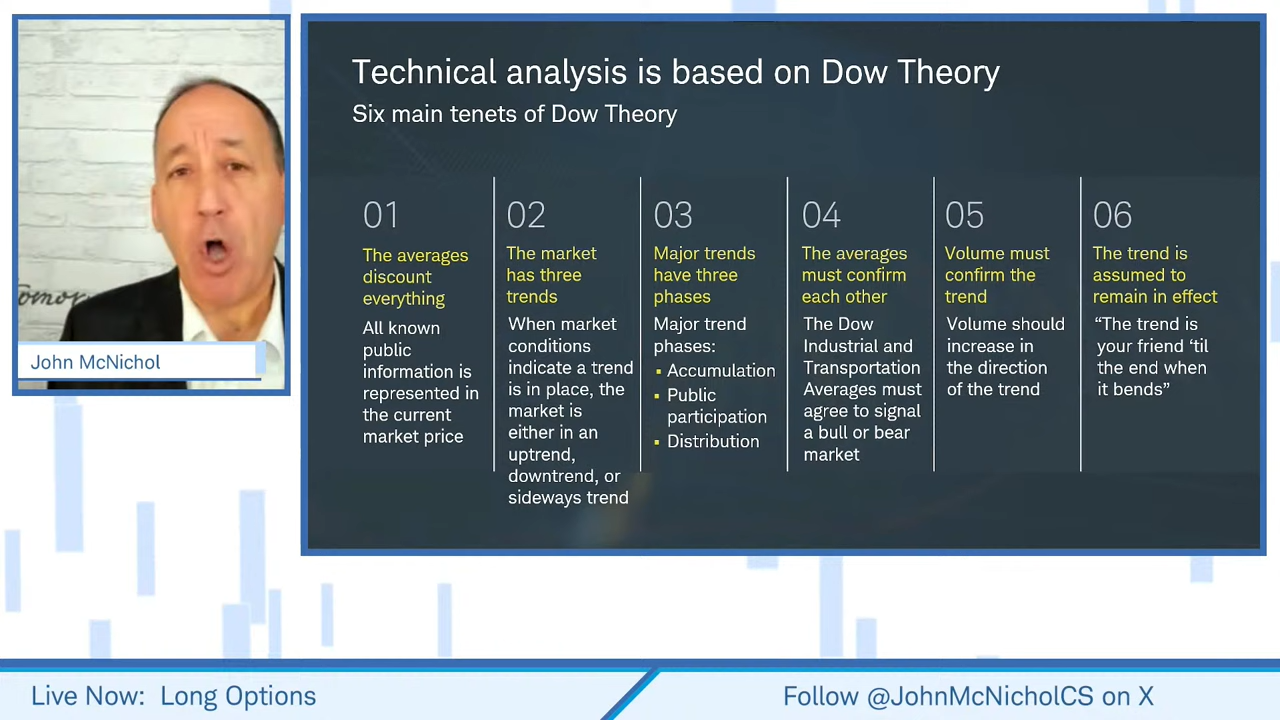 Technical analysis is based on Dow Theory
Six main tenets of Dow Theory
01
The averages
discount
everything
All known
public
information is
represented in
the current
market price
02
The market
has three
trends
When market
conditions
indicate a trend
is in place, the
market is
either in an
uptrend,
downtrend, or
sideways trend
03
Major trends
have three
phases
Major trend
phases:
▪ Accumulation
▪ Public
participation
▪ Distribution
04
The averages
must confirm
each other
The Dow
Industrial and
Transportation
Averages must
agree to signal
a bull or bear
market
05
Volume must
confirm the
trend
Volume should
increase in
the direction
of the trend
06
The trend is
assumed to
remain in effect
“The trend is
your friend ‘til
the end when
it bends”
John McNichol
Live Now: Long Options
Follow @JohnMcNicholCS on X